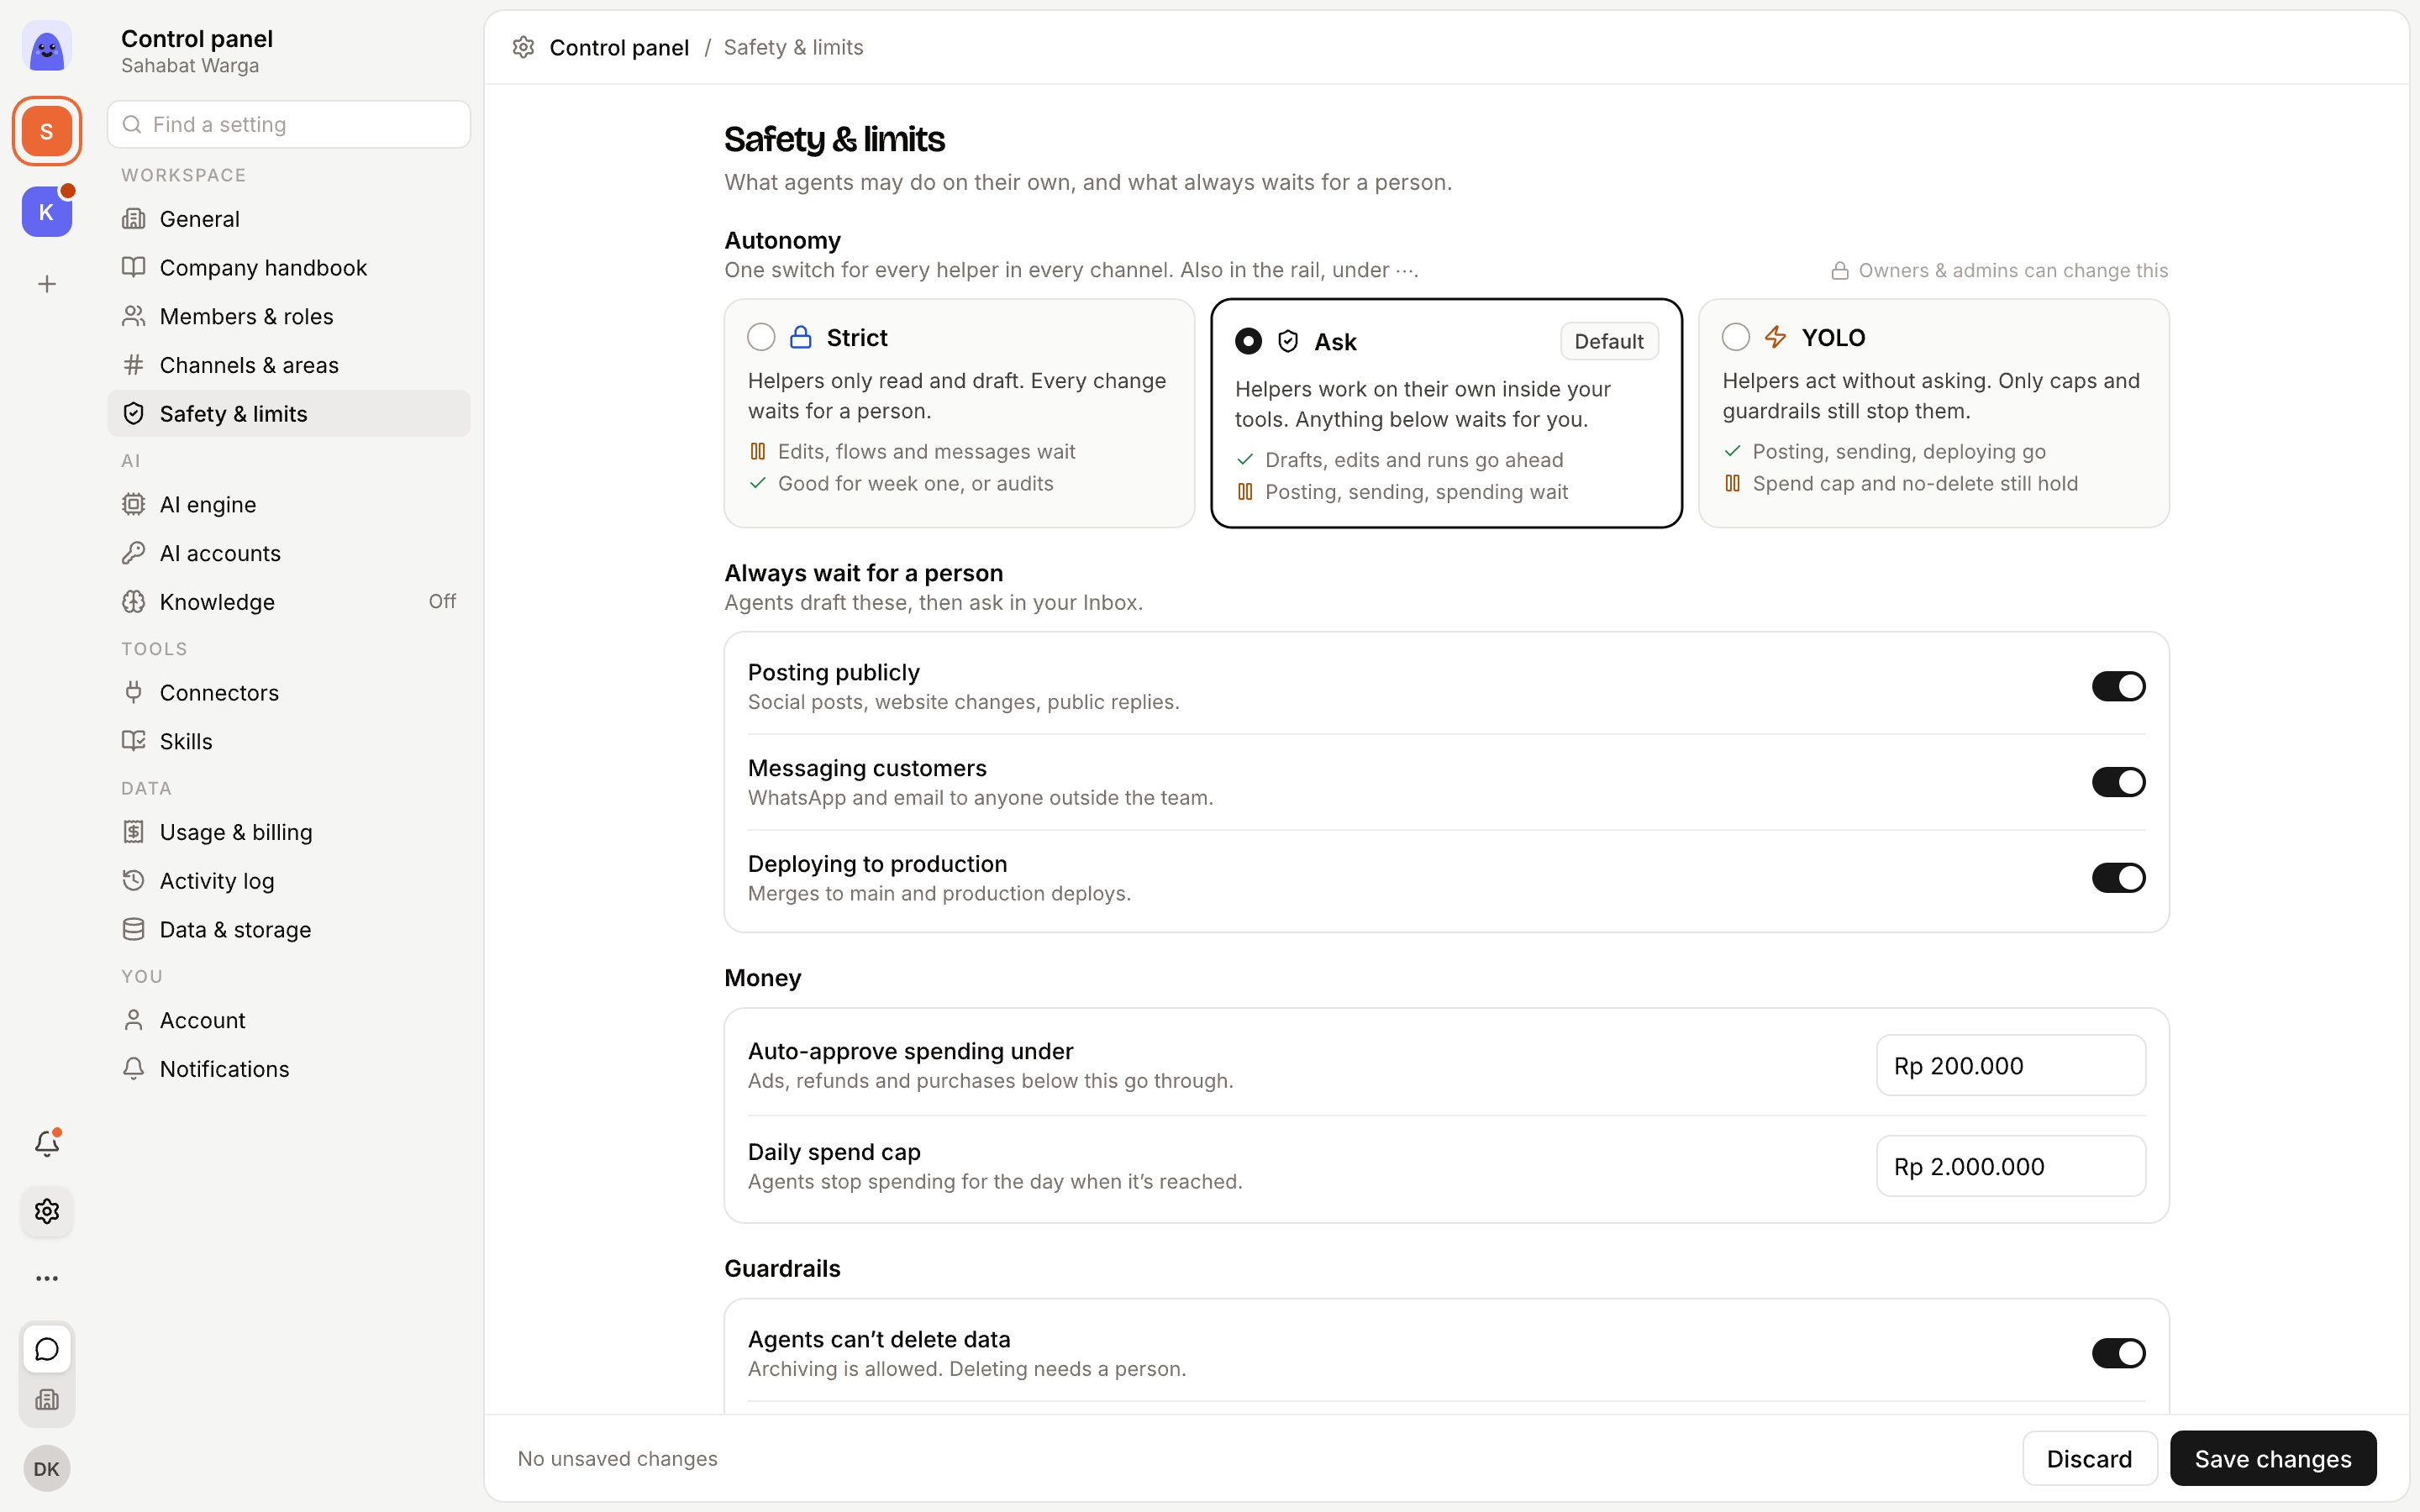 Control panel
Sahabat Warga
S
K
Find a setting
WORKSPACE
General
Company handbook
Members & roles
Channels & areas
Safety & limits
AI
AI engine
AI accounts
Knowledge Off
TOOLS
Connectors
Skills
DATA
Usage & billing
Activity log
Data & storage
YOU
Account
Notifications
DK
Control panel / Safety & limits
Safety & limits
What agents may do on their own, and what always waits for a person.
Autonomy
One switch for every helper in every channel. Also in the rail, under ···.
Owners & admins can change this
Strict
Helpers only read and draft. Every change
waits for a person.
Edits, flows and messages wait
Good for week one, or audits
Ask Default
Helpers work on their own inside your
tools. Anything below waits for you.
Drafts, edits and runs go ahead
Posting, sending, spending wait
YOLO
Helpers act without asking. Only caps and
guardrails still stop them.
Posting, sending, deploying go
Spend cap and no-delete still hold
Always wait for a person
Agents draft these, then ask in your Inbox.
Posting publicly
Social posts, website changes, public replies.
Messaging customers
WhatsApp and email to anyone outside the team.
Deploying to production
Merges to main and production deploys.
Money
Auto-approve spending under
Ads, refunds and purchases below this go through.
Rp 200.000
Daily spend cap
Agents stop spending for the day when it’s reached.
Rp 2.000.000
Guardrails
Agents can’t delete data
Archiving is allowed. Deleting needs a person.
No unsaved changes
Discard
Save changes